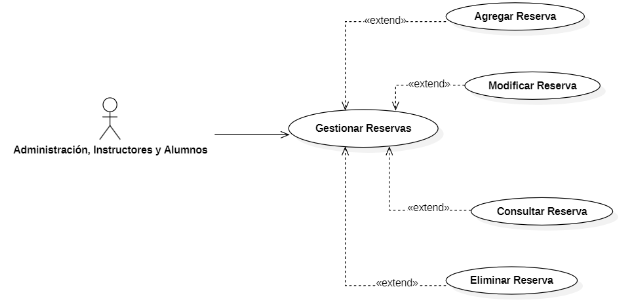 «extend»
Agregar Reserva
«extend»
Modificar Reserva
Gestionar Reservas
Administración, Instructores y Alumnos
«extend»
Consultar Reserva
«extend»
Eliminar Reserva